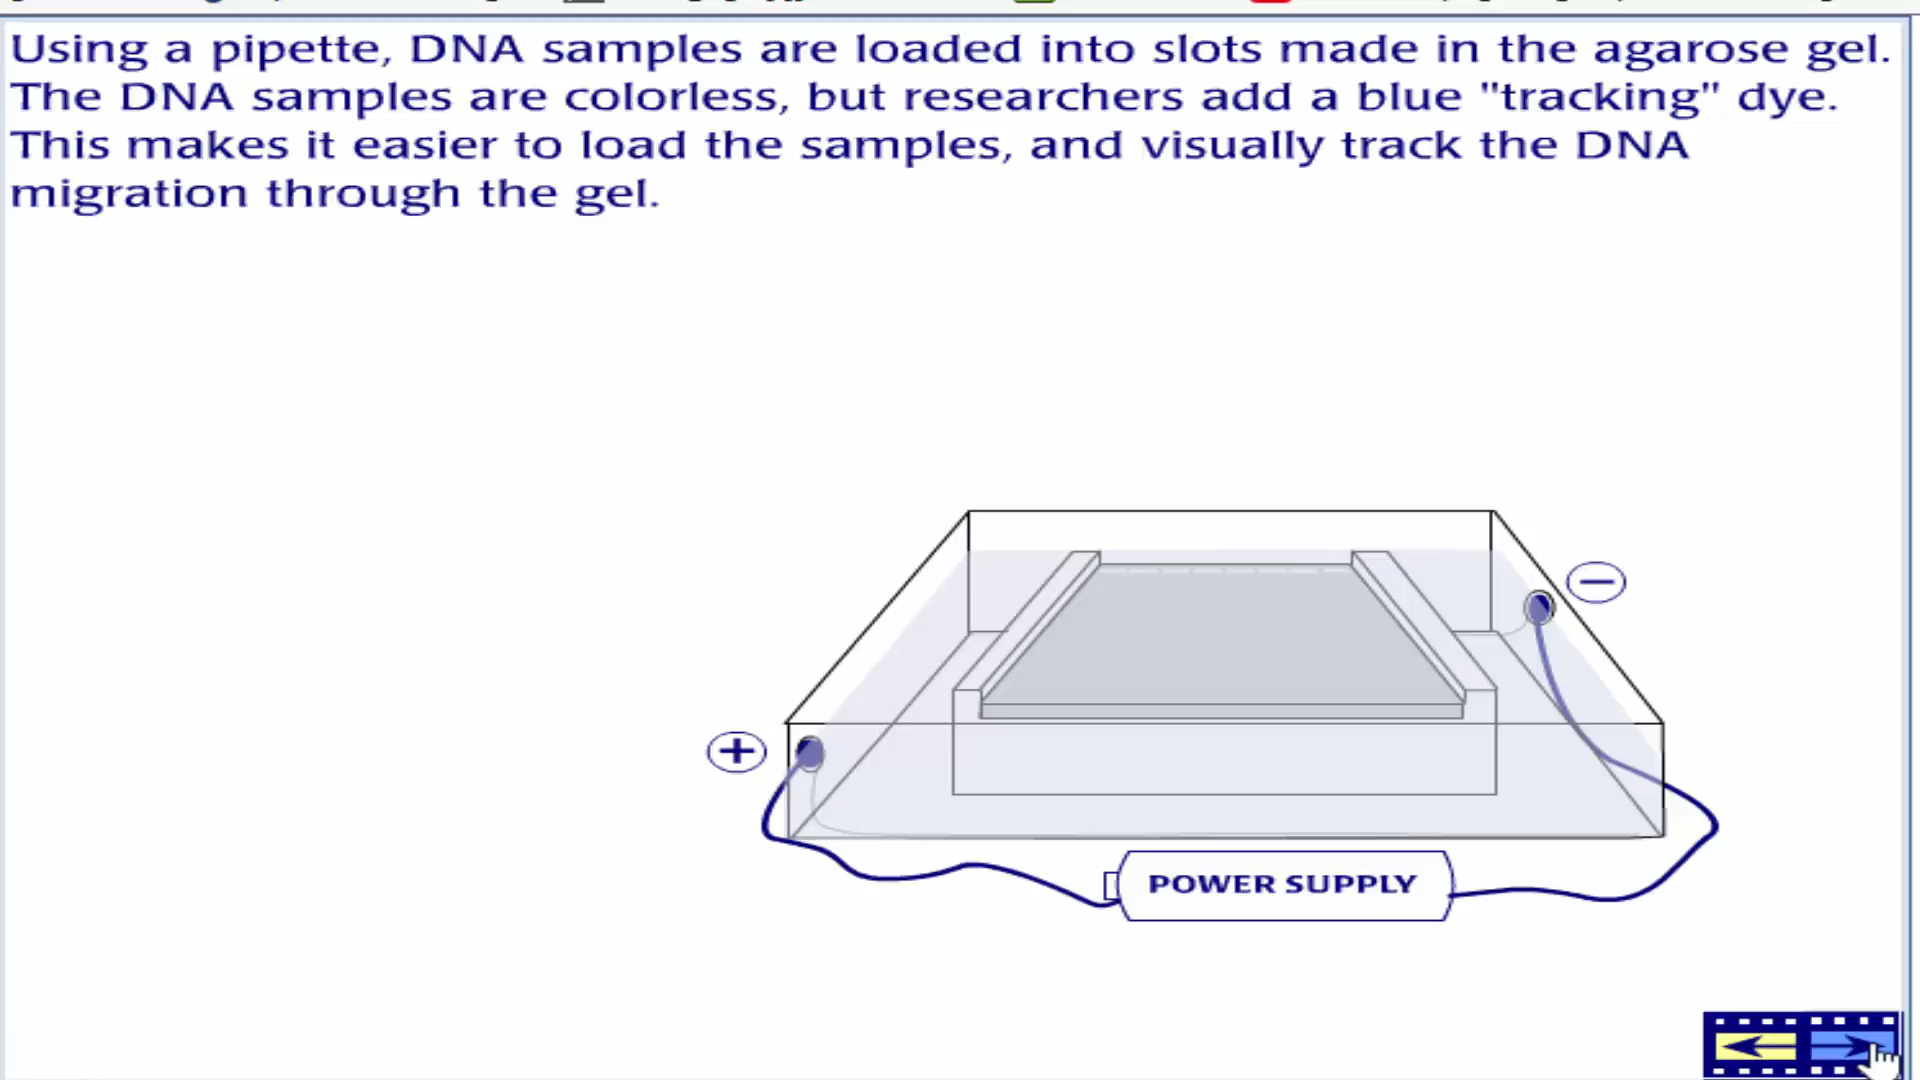 Using a pipette, DNA samples are loaded into slots made in the agarose gel.
The DNA samples are colorless, but researchers add a blue "tracking" dye.
This makes it easier to load the samples, and visually track the DNA
migration through the gel.
−
+
POWER SUPPLY